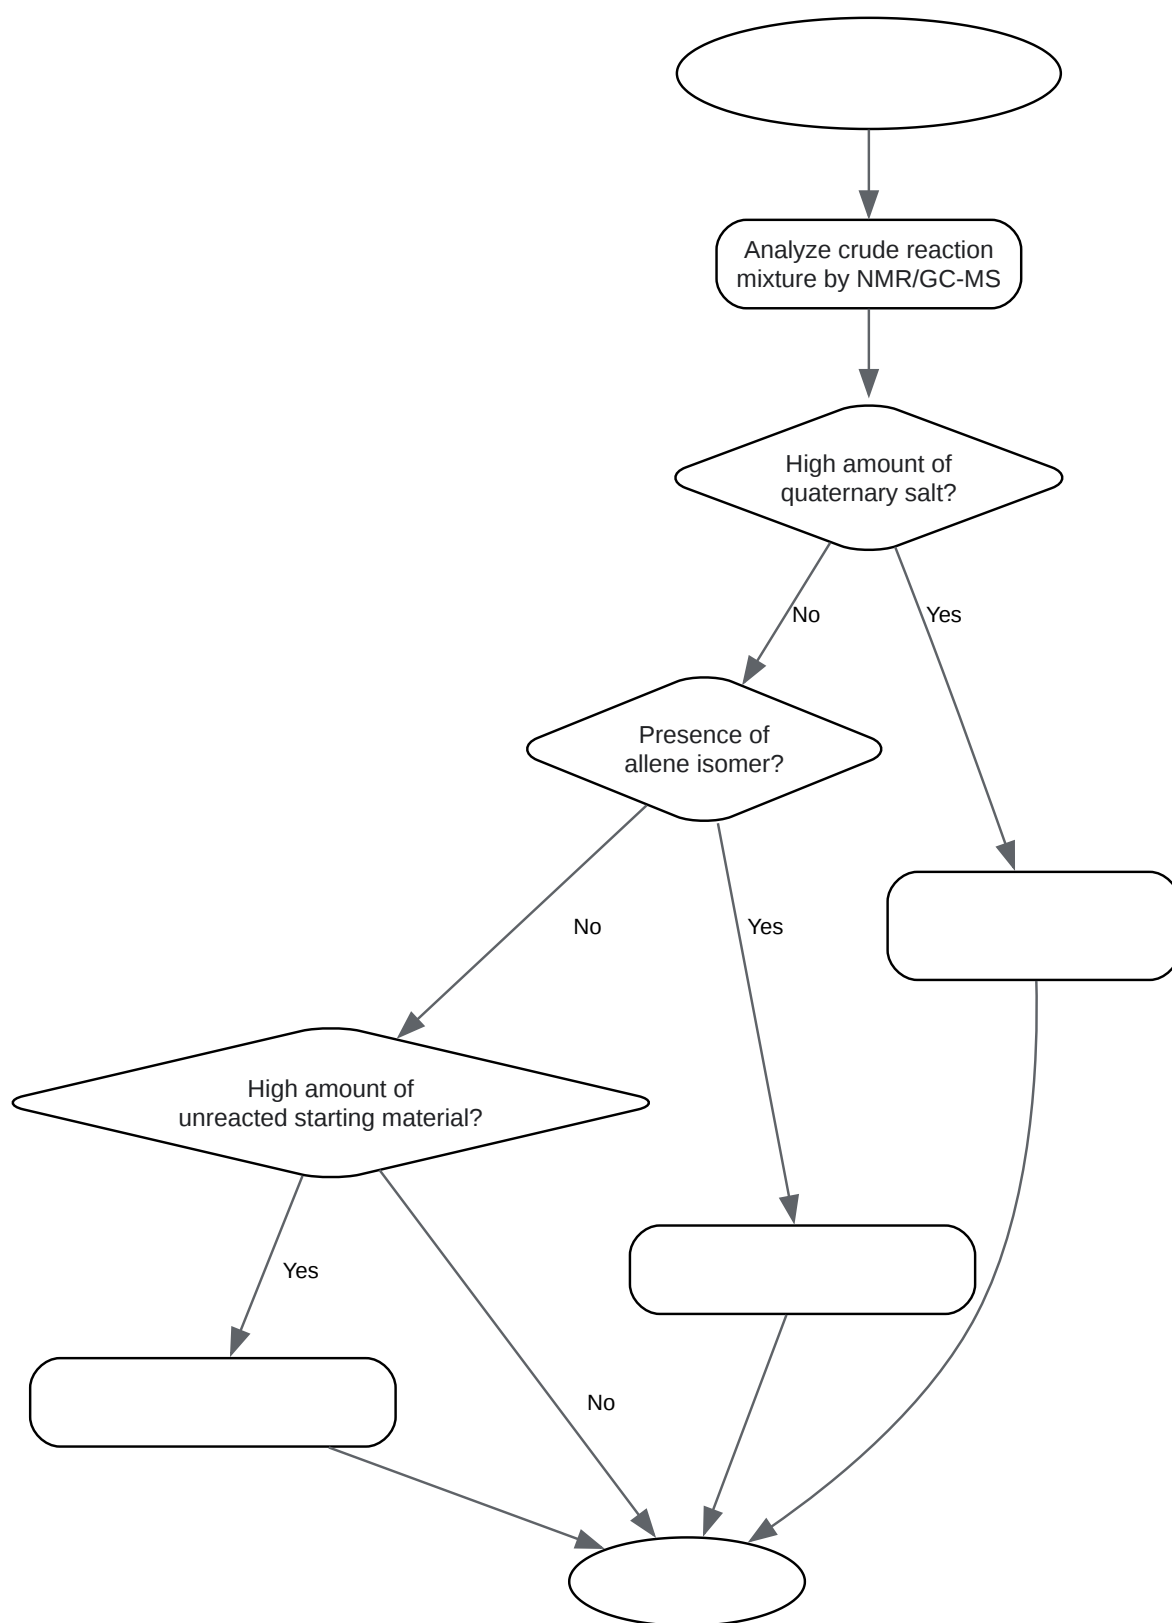 Analyze crude reaction
mixture by NMR/GC-MS
High amount of
quaternary salt?
No
Yes
Presence of
allene isomer?
No
Yes
High amount of
unreacted starting material?
Yes
No